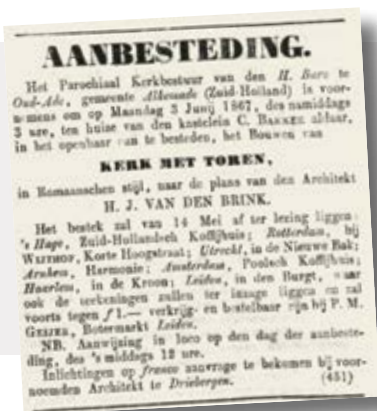 AANBESTEDING.
Het Parochiaal Kerkbestuur van den H. Bavo te
Oud-Ade, gemeente Alkemade (Zuid-Holland) is voor-
nemens om op Maandag 3 Junij 1867, des namiddags
3 ure, ten huize van den kastelein C. BAKKER aldaar,
in het openbaar aan te besteden, het Bouwen van
KERK MET TOREN,
in Romaanschen stijl, naar de plans van den Architekt
H. J. VAN DEN BRINK.
Het bestek zal van 14 Mei af ter lezing liggen:
's Hage, Zuid-Hollandsch Koffijhuis; Rotterdam, bij
Korte Hoogstraat; Utrecht, in de Nieuwe Bak;
Arnhem, Harmonie; Amsterdam, Poolsch Koffijhuis;
Haarlem, in de Kroon; Leiden, in den Burgt, waar
ook de teekeningen zullen ter inzage liggen en zal
voorts tegen f 1.— verkrijg- en bestelbaar zijn bij P. M.
Botermarkt Leiden.
NB. Aanwijzing in loco op den dag der aanbeste-
ding, des 's middags 12 ure.
Inlichtingen op franco aanvrage te bekomen bij voor-
noemden Architekt te Driebergen. (451)